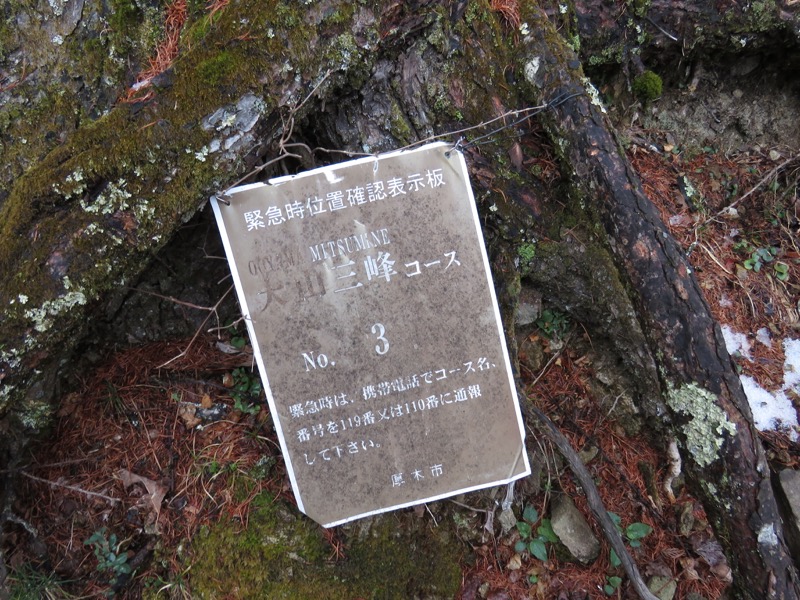 緊急時位置確認表示板
OOYAMA MITSUMINE
大山三峰コース
No. 3
緊急時は、携帯電話でコース名、
番号を119番又は110番に通報
して下さい。
厚木市